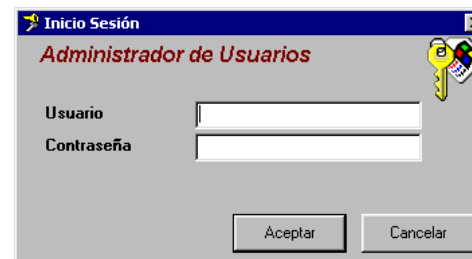 Inicio Sesión
Administrador de Usuarios
Usuario
Contraseña
Aceptar
Cancelar